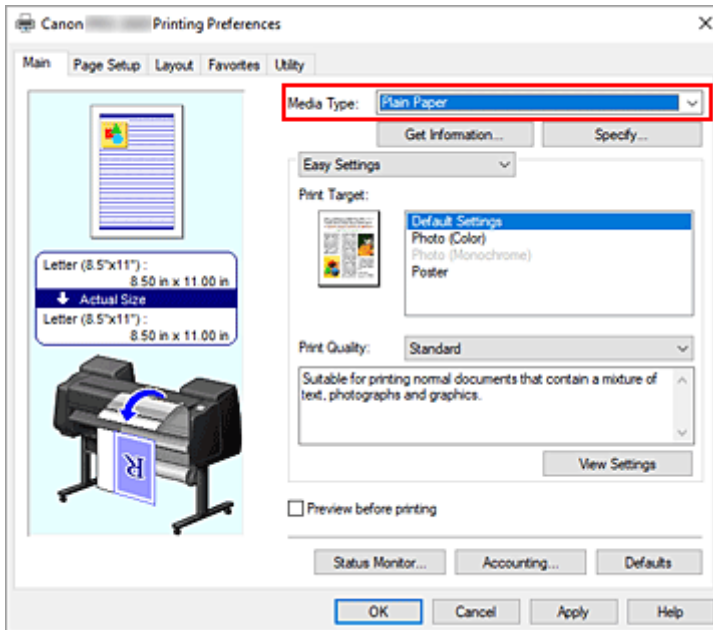 Canon Printing Preferences
Main Page Setup Layout Favorites Utility
Media Type: Plain Paper
Get Information... Specify...
Easy Settings
Print Target:
Default Settings
Photo (Color)
Photo (Monochrome)
Poster
Letter (8.5"x11") :
8.50 in x 11.00 in
Actual Size
Letter (8.5"x11") :
8.50 in x 11.00 in
R
Print Quality: Standard
Suitable for printing normal documents that contain a mixture of
text, photographs and graphics.
View Settings
Preview before printing
Status Monitor... Accounting... Defaults
OK Cancel Apply Help